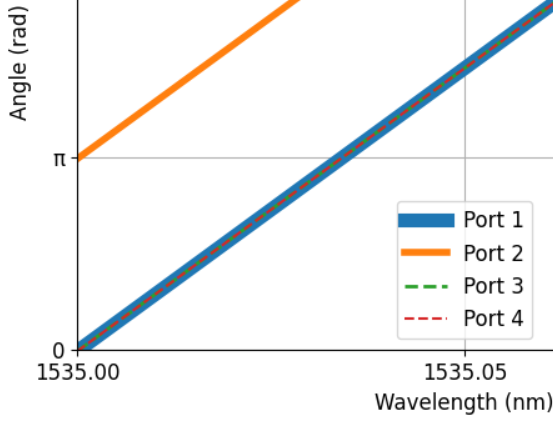 Angle (rad)
π
0
1535.00
1535.05
Wavelength (nm)
Port 1
Port 2
Port 3
Port 4